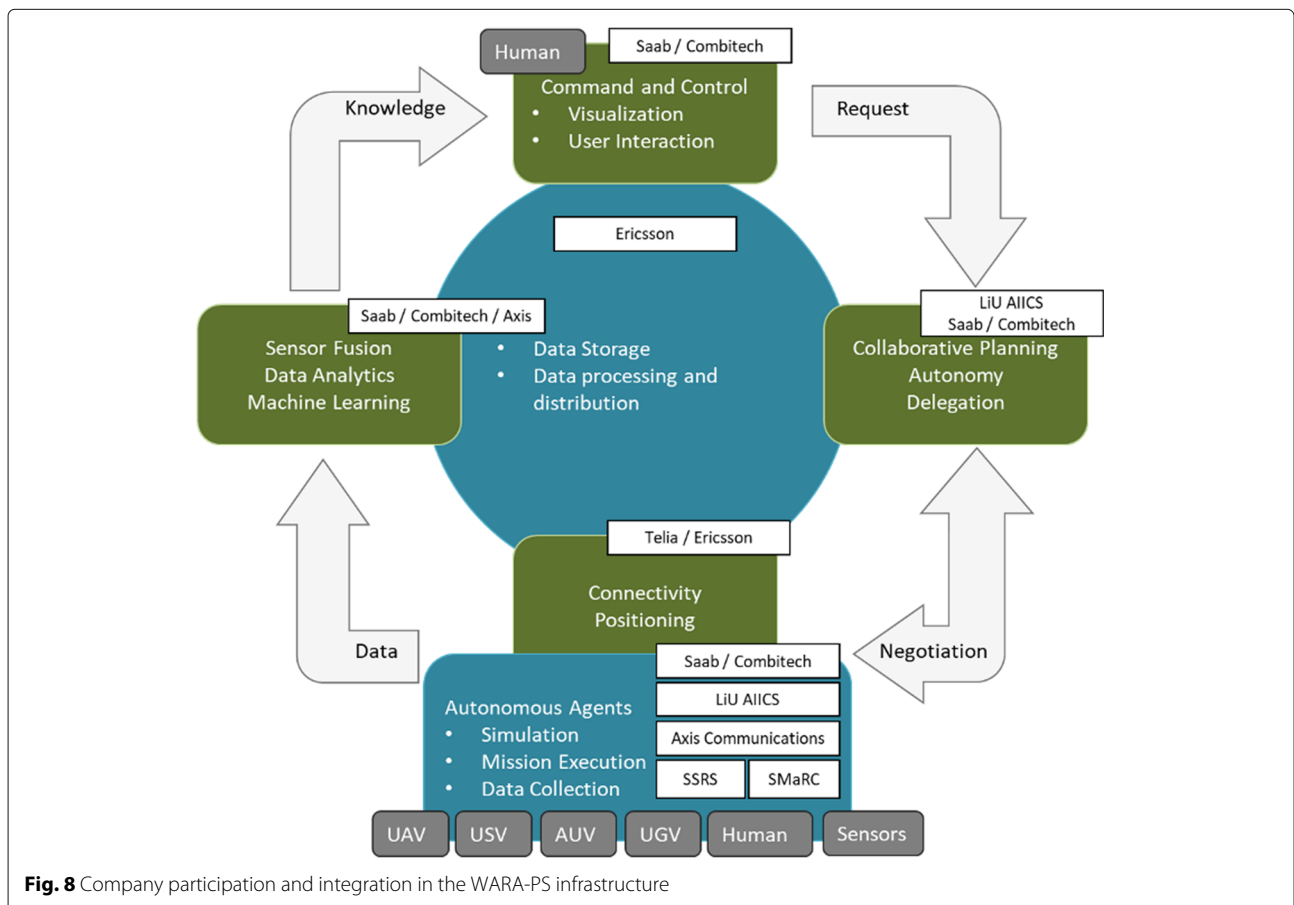 Human
Saab / Combitech
Command and Control
• Visualization
• User Interaction
Knowledge
Request
Ericsson
Saab / Combitech / Axis
Sensor Fusion
Data Analytics
Machine Learning
• Data Storage
• Data processing and
distribution
LiU AIICS
Saab / Combitech
Collaborative Planning
Autonomy
Delegation
Telia / Ericsson
Connectivity
Positioning
Data
Negotiation
Autonomous Agents
• Simulation
• Mission Execution
• Data Collection
Saab / Combitech
LiU AIICS
Axis Communications
SSRS
SMaRC
UAV
USV
AUV
UGV
Human
Sensors
Fig. 8 Company participation and integration in the WARA-PS infrastructure